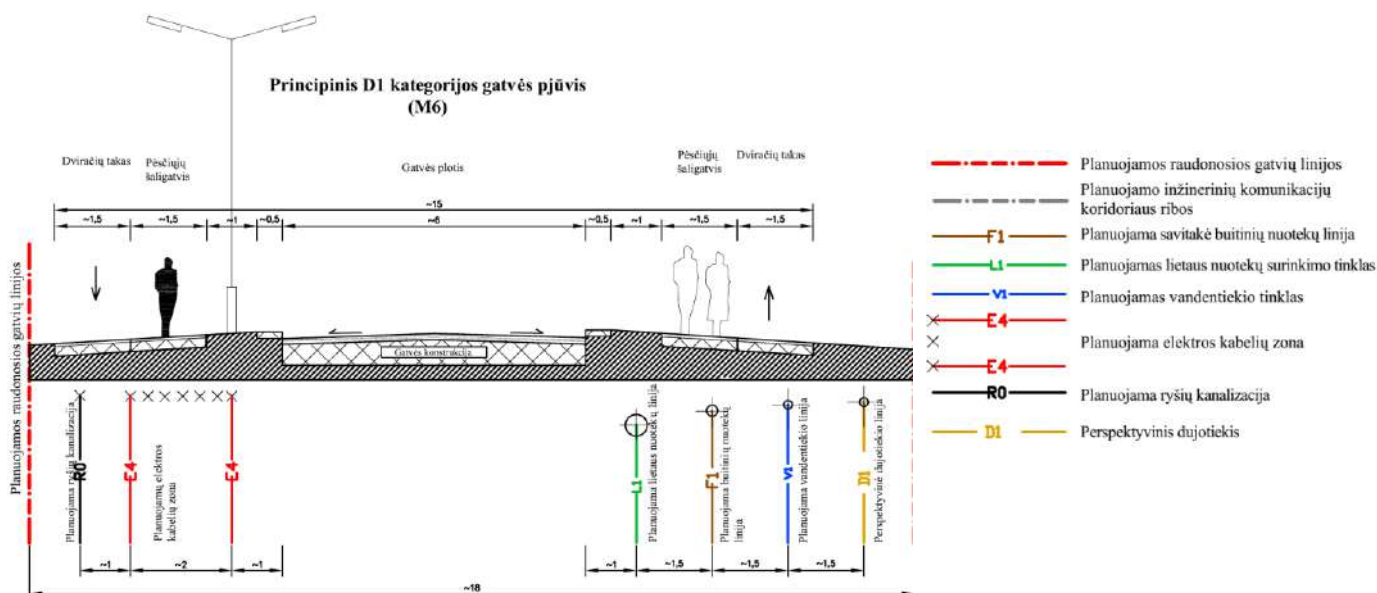 Principinis D1 kategorijos gatvės pjūvis
(M6)
Dviračių takas
Pėsčiųjų
šaligatvis
Gatvės plotis
Pėsčiųjų
šaligatvis
Dviračių takas
~15
~1,5
~1,5
~1
~0,5
~6
~0,5
~1
~1,5
~1,5
Planuojamos raudonosios gatvių linijos
Gatvės konstrukcija
Planuojama ryšių kanalizacija
R0
E4
Planuojamų elektros
kabelių zona
E4
L1
Planuojama lietaus nuotekų linija
F1
Planuojama buitinių nuotekų
linija
V1
Planuojama vandentiekio linija
D1
Perspektyvinė dujotiekio linija
~1
~2
~1
~1
~1,5
~1,5
~1,5
~18
Planuojamos raudonosios gatvių linijos
Planuojamo inžinerinių komunikacijų
koridoriaus ribos
F1
Planuojama savitakė buitinių nuotekų linija
L1
Planuojamas lietaus nuotekų surinkimo tinklas
V1
Planuojamas vandentiekio tinklas
E4
Planuojama elektros kabelių zona
E4
R0
Planuojama ryšių kanalizacija
D1
Perspektyvinis dujotiekis